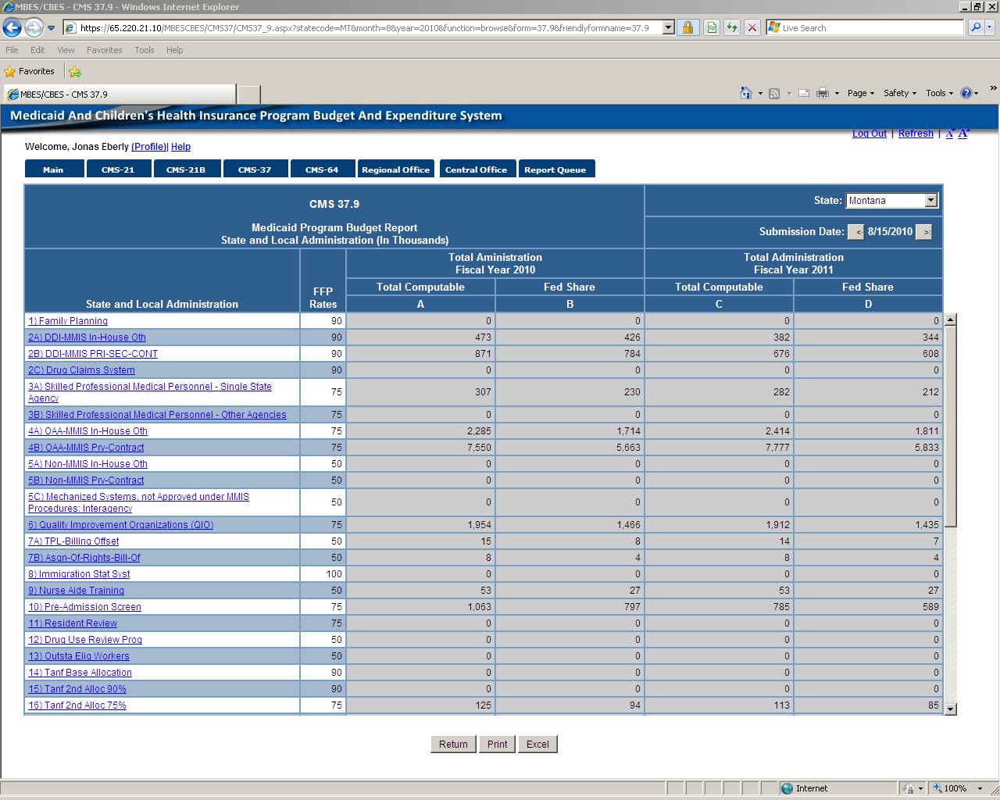 MBES/CBES - CMS 37.9 - Windows Internet Explorer
https://65.220.21.10/MBESCBES/CMS37/CMS37_9.aspx?statecode=MT&month=8&year=2010&function=browse&form=37.9&friendlyformname=37.9
Live Search
File Edit View Favorites Tools Help
Favorites
MBES/CBES - CMS 37.9
Page Safety Tools
Medicaid And Children's Health Insurance Program Budget And Expenditure System
Log Out | Refresh | A A
Welcome, Jonas Eberly (Profile)| Help
Main CMS-21 CMS-21B CMS-37 CMS-64 Regional Office Central Office Report Queue
CMS 37.9
Medicaid Program Budget Report
State and Local Administration (In Thousands)
State: Montana
Submission Date: < 8/15/2010 >
State and Local Administration
FFP
Rates
Total Aministration
Fiscal Year 2010
Total Administration
Fiscal Year 2011
Total Computable Fed Share Total Computable Fed Share
A B C D
1) Family Planning 90 0 0 0 0
2A) DDI-MMIS In-House Oth 90 473 426 382 344
2B) DDI-MMIS PRI-SEC-CONT 90 871 784 676 608
2C) Drug Claims System 90 0 0 0 0
3A) Skilled Professional Medical Personnel - Single State
Agency 75 307 230 282 212
3B) Skilled Professional Medical Personnel - Other Agencies 75 0 0 0 0
4A) OAA-MMIS In-House Oth 75 2,285 1,714 2,414 1,811
4B) OAA-MMIS Prv-Contract 75 7,550 5,663 7,777 5,833
5A) Non-MMIS In-House Oth 50 0 0 0 0
5B) Non-MMIS Prv-Contract 50 0 0 0 0
5C) Mechanized Systems, not Approved under MMIS
Procedures: Interagency 50 0 0 0 0
6) Quality Improvement Organizations (QIO) 75 1,954 1,466 1,912 1,435
7A) TPL-Billing Offset 50 15 8 14 7
7B) Asgn-Of-Rights-Bill-Of 50 8 4 8 4
8) Immigration Stat Syst 100 0 0 0 0
9) Nurse Aide Training 50 53 27 53 27
10) Pre-Admission Screen 75 1,063 797 785 589
11) Resident Review 75 0 0 0 0
12) Drug Use Review Prog 50 0 0 0 0
13) Outsta Elig Workers 50 0 0 0 0
14) Tanf Base Allocation 90 0 0 0 0
15) Tanf 2nd Alloc 90% 90 0 0 0 0
16) Tanf 2nd Alloc 75% 75 125 94 113 85
Return Print Excel
Internet 100%